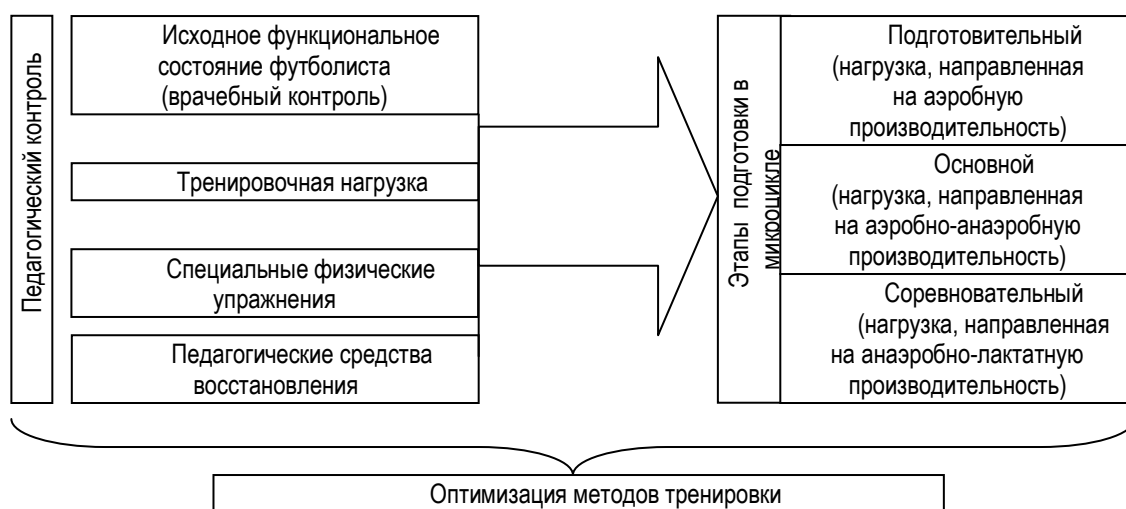 Педагогический контроль
Исходное функциональное
состояние футболиста
(врачебный контроль)
Тренировочная нагрузка
Специальные физические
упражнения
Педагогические средства
восстановления
Этапы подготовки в
микроцикле
Подготовительный
(нагрузка, направленная
на аэробную
производительность)
Основной
(нагрузка, направленная
на аэробно-анаэробную
производительность)
Соревновательный
(нагрузка, направленная
на анаэробно-лактатную
производительность)
Оптимизация методов тренировки